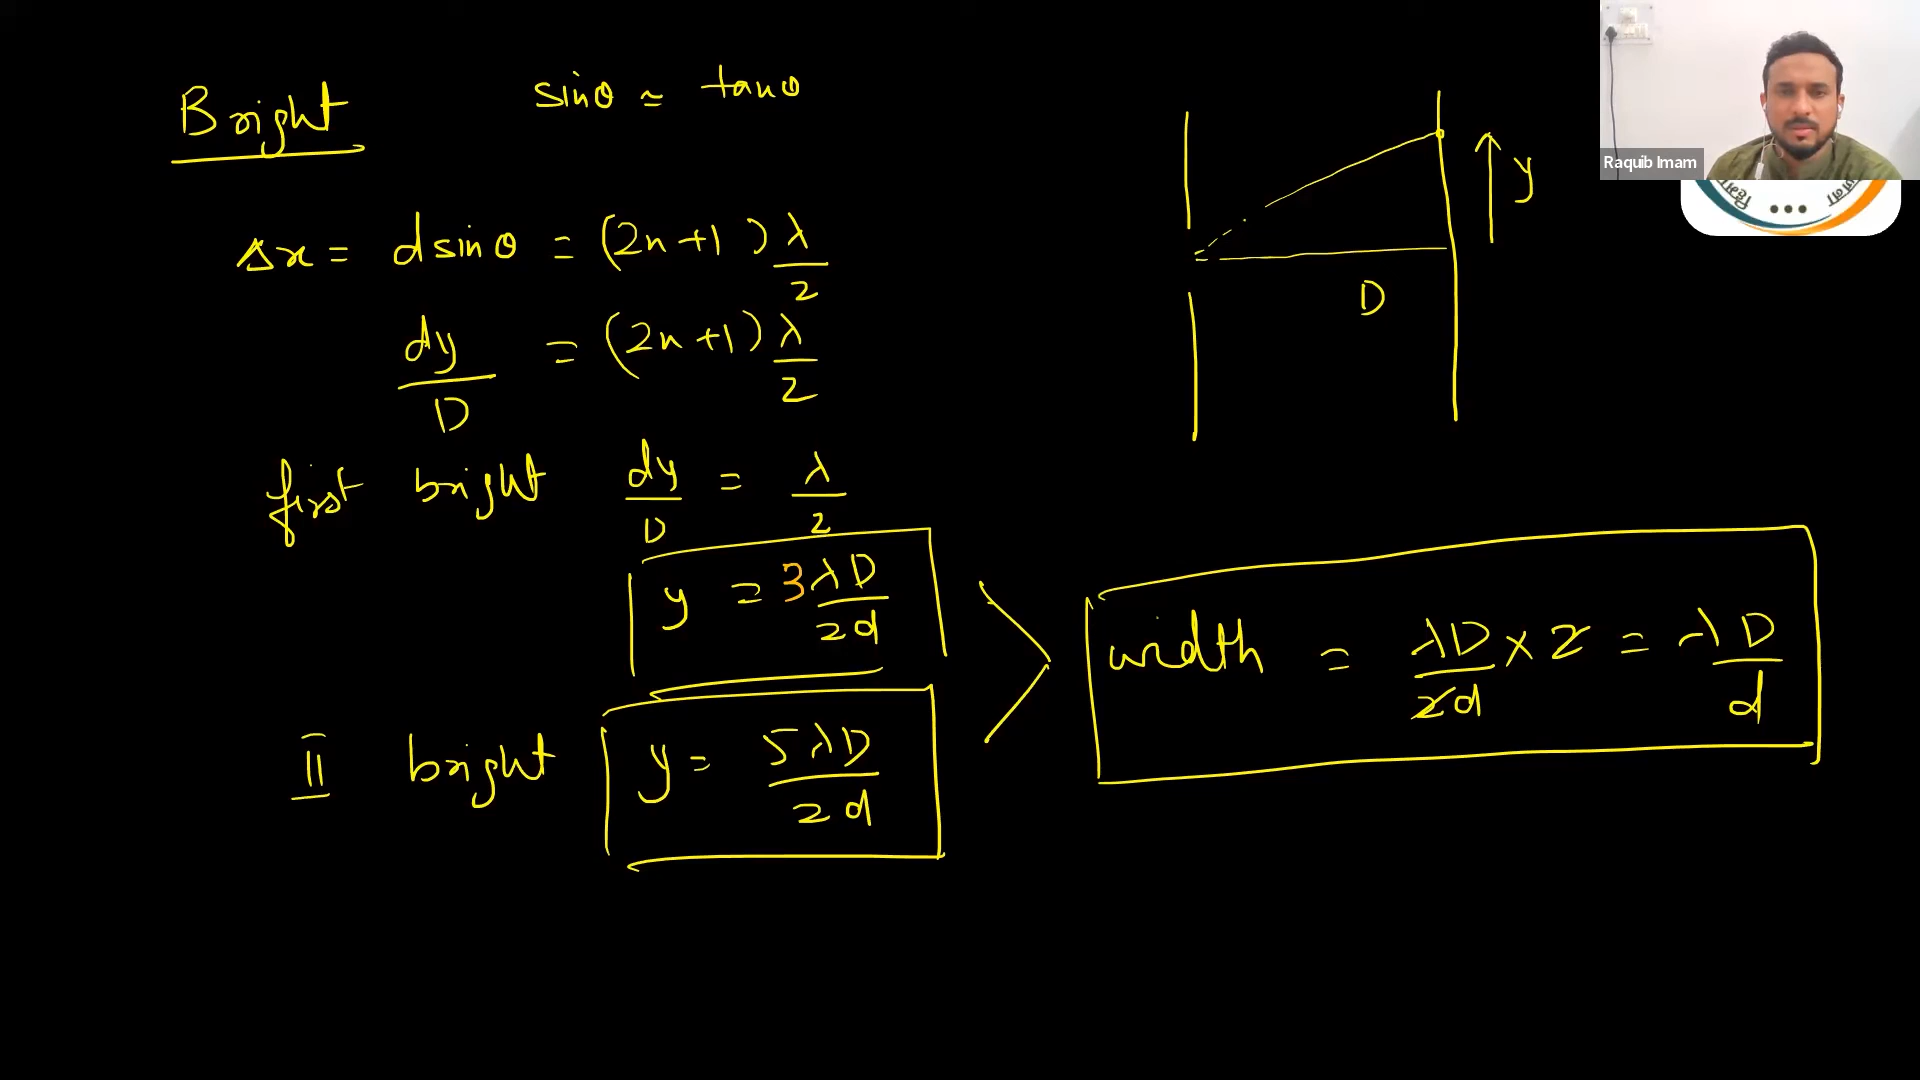 Bright sinθ ≈ tanθ
Δx = d sinθ = (2n+1) λ/2
dy/D = (2n+1) λ/2
first bright dy/D = λ/2
y = 3λD/2d
II bright y = 5λD/2d
width = λD/2d × 2 = λD/d
y
D
Raquib Imam